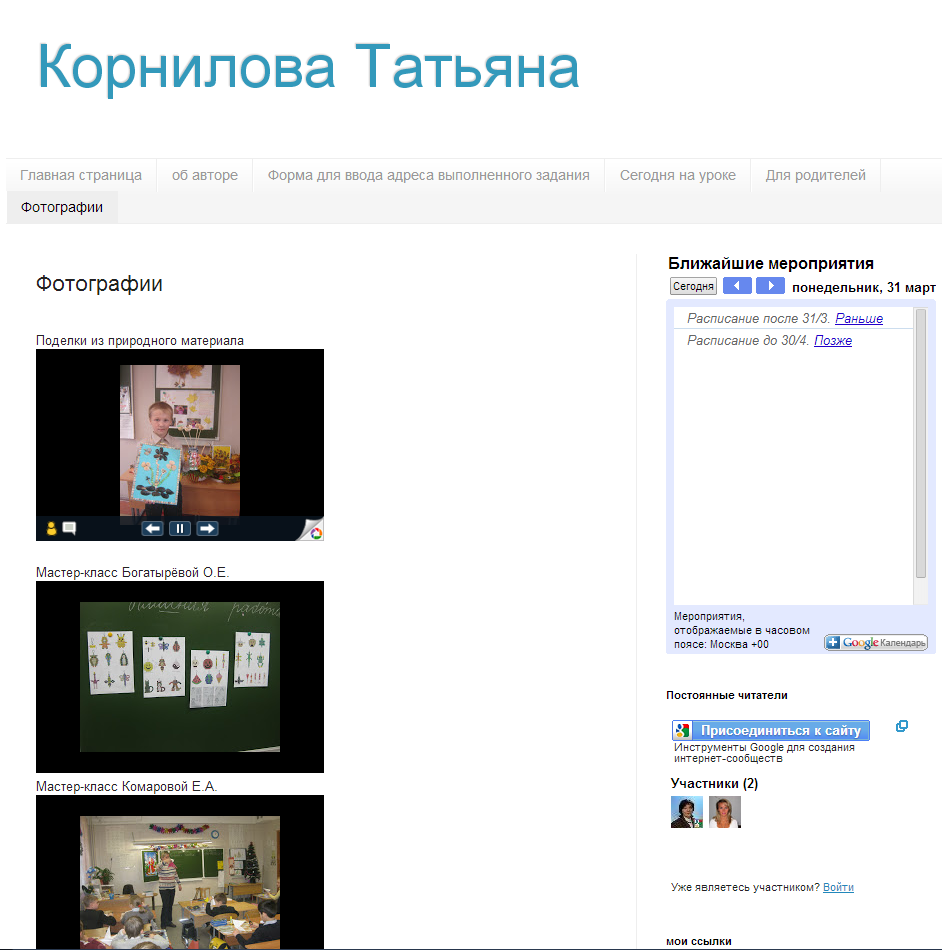 Корнилова Татьяна
Главная страница
об авторе
Форма для ввода адреса выполненного задания
Сегодня на уроке
Для родителей
Фотографии
Фотографии
Поделки из природного материала
Мастер-класс Богатырёвой О.Е.
работа
Мастер-класс Комаровой Е.А.
Ближайшие мероприятия
Сегодня
понедельник, 31 март
Расписание после 31/3. Раньше
Расписание до 30/4. Позже
Мероприятия,
отображаемые в часовом
поясе: Москва +00
Google Календарь
Постоянные читатели
Присоединиться к сайту
Инструменты Google для создания
интернет-сообществ
Участники (2)
Уже являетесь участником? Войти
мои ссылки